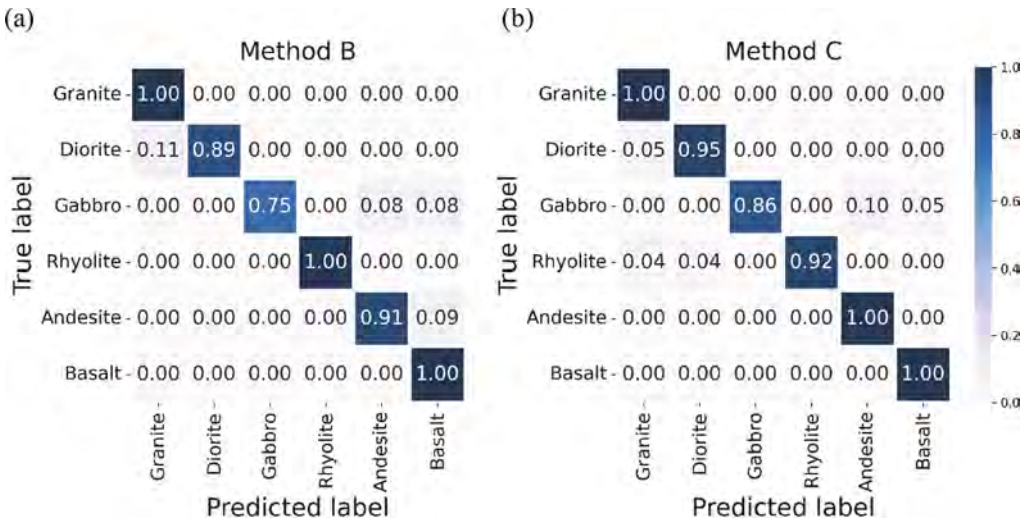 (a)
Method B
Granite 1.00 0.00 0.00 0.00 0.00 0.00
Diorite 0.11 0.89 0.00 0.00 0.00 0.00
Gabbro 0.00 0.00 0.75 0.00 0.08 0.08
Rhyolite 0.00 0.00 0.00 1.00 0.00 0.00
Andesite 0.00 0.00 0.00 0.00 0.91 0.09
Basalt 0.00 0.00 0.00 0.00 0.00 1.00
True label
Granite Diorite Gabbro Rhyolite Andesite Basalt
Predicted label
(b)
Method C
Granite 1.00 0.00 0.00 0.00 0.00 0.00
Diorite 0.05 0.95 0.00 0.00 0.00 0.00
Gabbro 0.00 0.00 0.86 0.00 0.10 0.05
Rhyolite 0.04 0.04 0.00 0.92 0.00 0.00
Andesite 0.00 0.00 0.00 0.00 1.00 0.00
Basalt 0.00 0.00 0.00 0.00 0.00 1.00
True label
Granite Diorite Gabbro Rhyolite Andesite Basalt
Predicted label
1.0
0.8
0.6
0.4
0.2
0.0